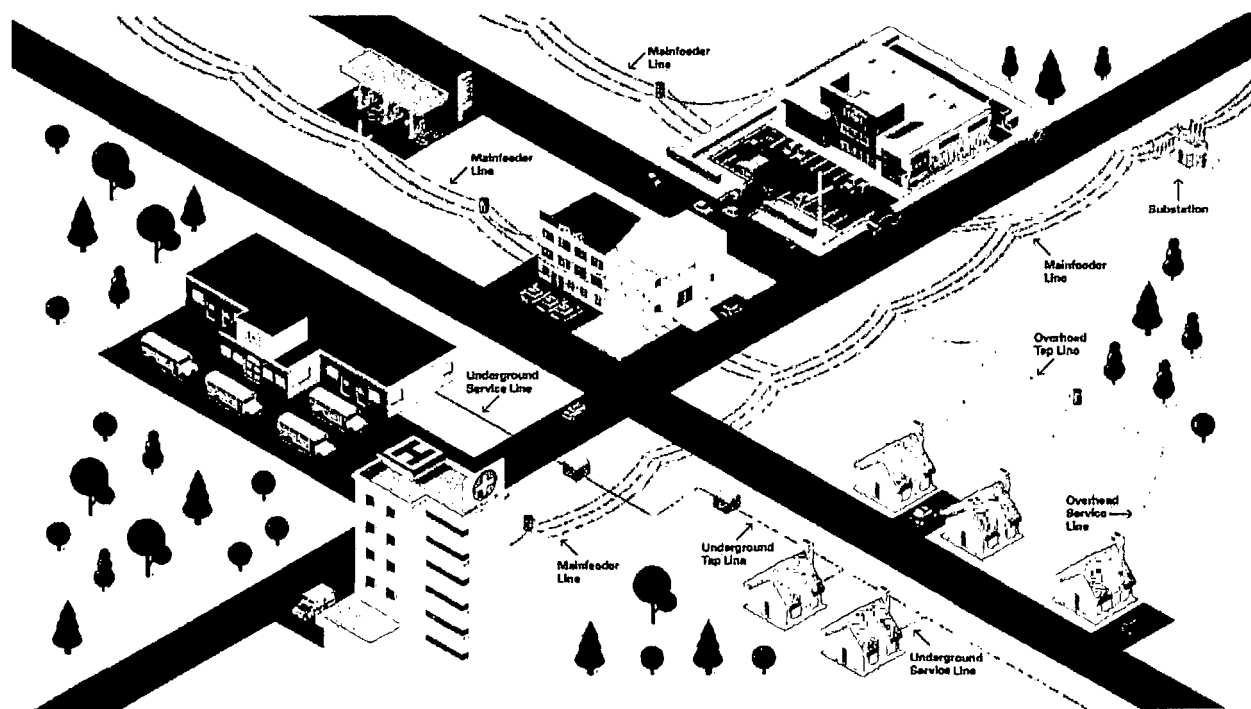 Mainfeeder
Line
Mainfeeder
Line
Substation
Mainfeeder
Line
Overhead
Tap Line
Underground
Service Line
H
Overhead
Service
Line
Underground
Tap Line
Mainfeeder
Line
Underground
Service Line